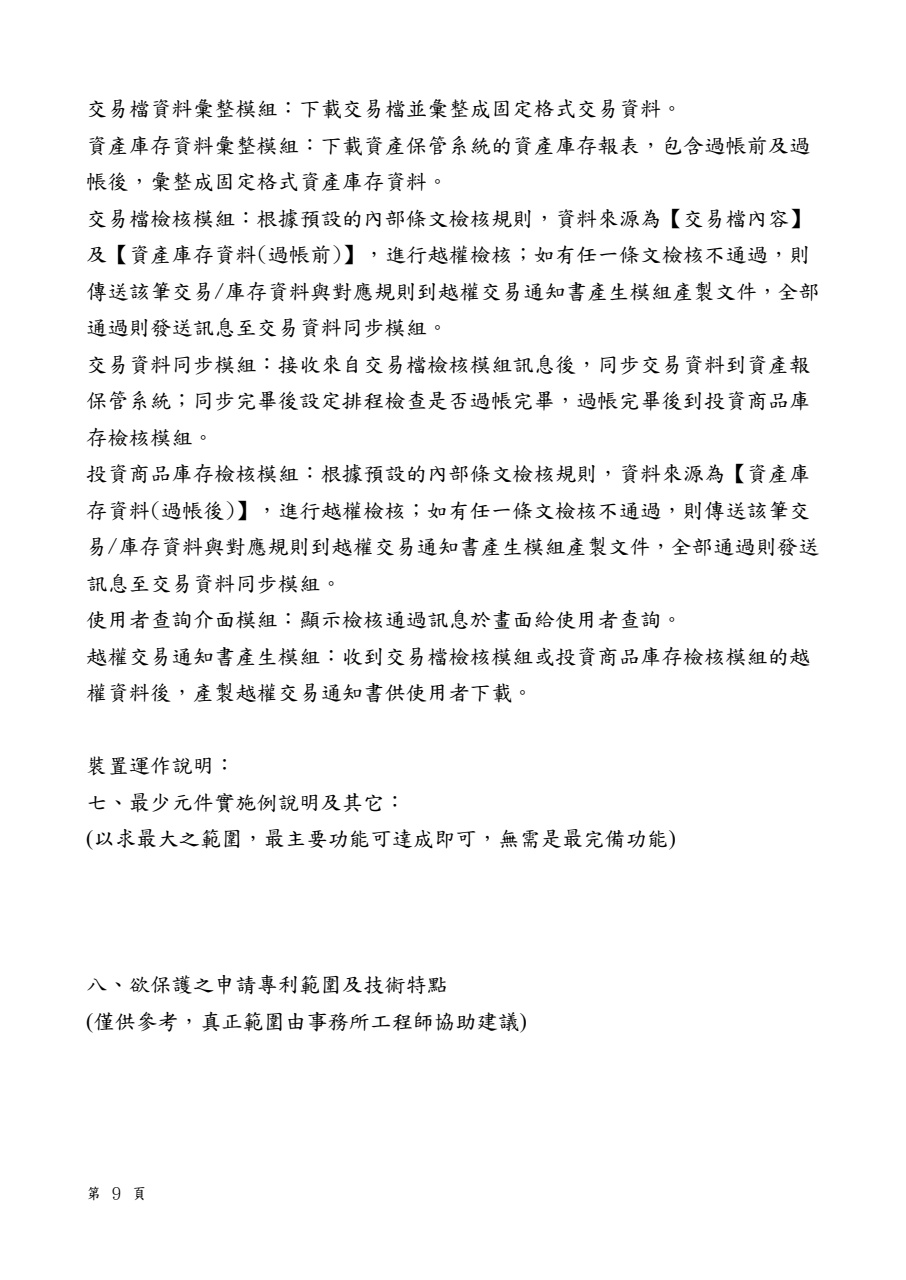 交易檔資料彙整模組：下載交易檔並彙整成固定格式交易資料。
資產庫存資料彙整模組：下載資產保管系統的資產庫存報表，包含過帳前及過
帳後，彙整成固定格式資產庫存資料。
交易檔檢核模組：根據預設的內部條文檢核規則，資料來源為【交易檔內容】
及【資產庫存資料(過帳前)】，進行越權檢核；如有任一條文檢核不通過，則
傳送該筆交易/庫存資料與對應規則到越權交易通知書產生模組產製文件，全部
通過則發送訊息至交易資料同步模組。
交易資料同步模組：接收來自交易檔檢核模組訊息後，同步交易資料到資產報
保管系統；同步完畢後設定排程檢查是否過帳完畢，過帳完畢後到投資商品庫
存檢核模組。
投資商品庫存檢核模組：根據預設的內部條文檢核規則，資料來源為【資產庫
存資料(過帳後)】，進行越權檢核；如有任一條文檢核不通過，則傳送該筆交
易/庫存資料與對應規則到越權交易通知書產生模組產製文件，全部通過則發送
訊息至交易資料同步模組。
使用者查詢介面模組：顯示檢核通過訊息於畫面給使用者查詢。
越權交易通知書產生模組：收到交易檔檢核模組或投資商品庫存檢核模組的越
權資料後，產製越權交易通知書供使用者下載。
裝置運作說明：
七、最少元件實施例說明及其它：
(以求最大之範圍，最主要功能可達成即可，無需是最完備功能)
八、欲保護之申請專利範圍及技術特點
(僅供參考，真正範圍由事務所工程師協助建議)
第 9 頁